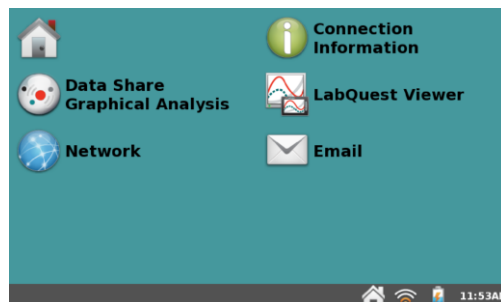 Connection
Information
Data Share
Graphical Analysis
LabQuest Viewer
Network
Email